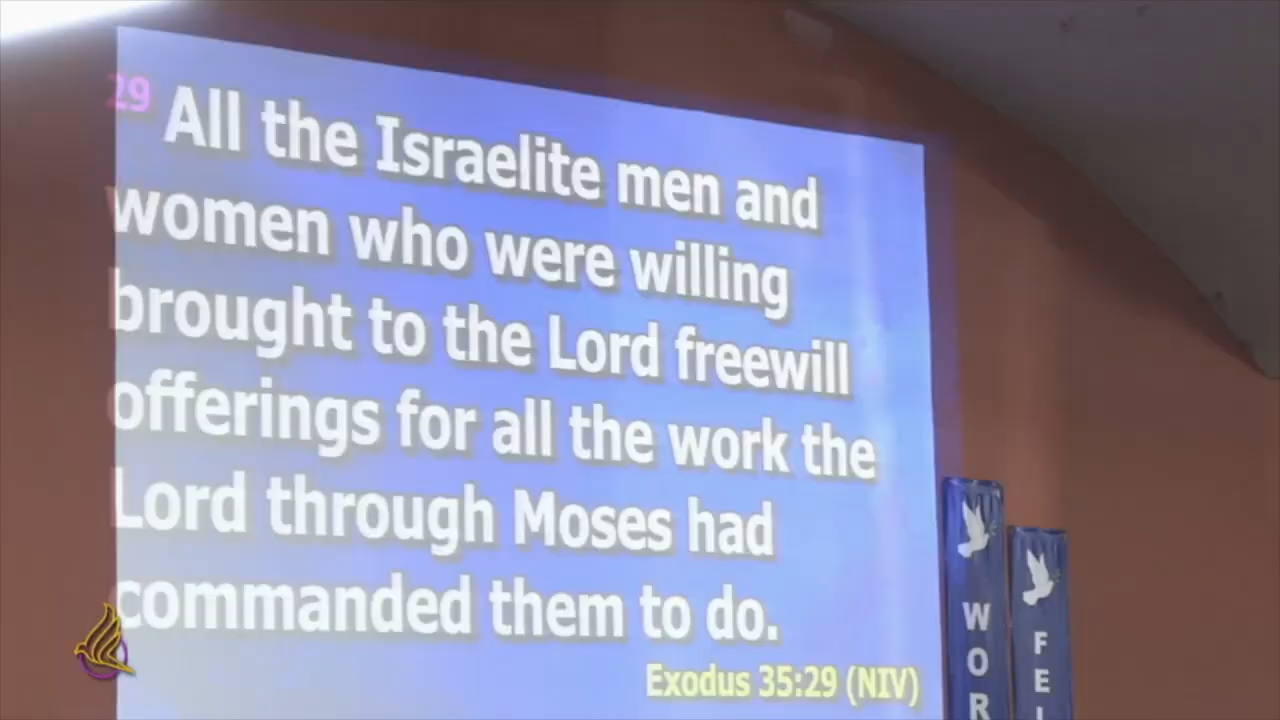 29 All the Israelite men and
women who were willing
brought to the Lord freewill
offerings for all the work the
Lord through Moses had
commanded them to do.
Exodus 35:29 (NIV)
WOR
FEL